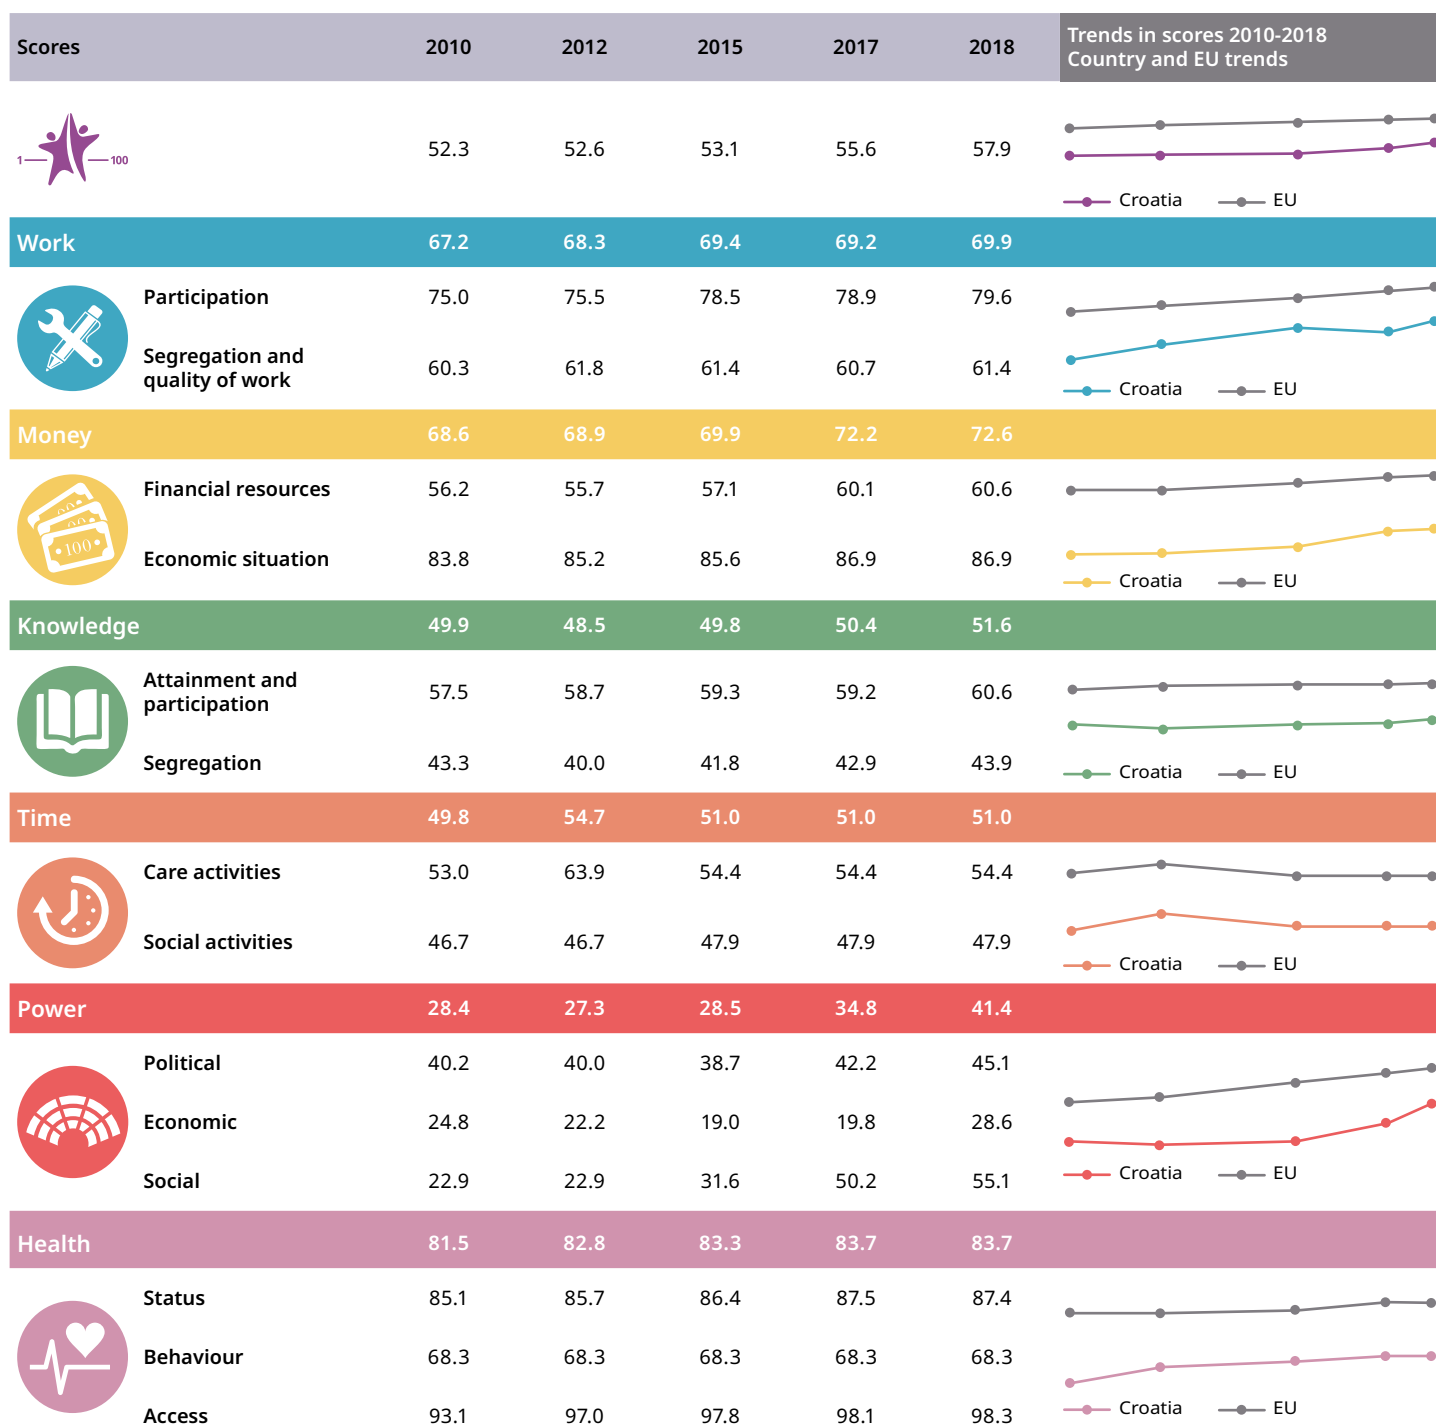 Scores 2010 2012 2015 2017 2018 Trends in scores 2010-2018
Country and EU trends
1 100 52.3 52.6 53.1 55.6 57.9
Croatia EU
Work 67.2 68.3 69.4 69.2 69.9
Participation 75.0 75.5 78.5 78.9 79.6
Segregation and
quality of work 60.3 61.8 61.4 60.7 61.4
Croatia EU
Money 68.6 68.9 69.9 72.2 72.6
Financial resources 56.2 55.7 57.1 60.1 60.6
100
Economic situation 83.8 85.2 85.6 86.9 86.9
Croatia EU
Knowledge 49.9 48.5 49.8 50.4 51.6
Attainment and
participation 57.5 58.7 59.3 59.2 60.6
Segregation 43.3 40.0 41.8 42.9 43.9
Croatia EU
Time 49.8 54.7 51.0 51.0 51.0
Care activities 53.0 63.9 54.4 54.4 54.4
Social activities 46.7 46.7 47.9 47.9 47.9
Croatia EU
Power 28.4 27.3 28.5 34.8 41.4
Political 40.2 40.0 38.7 42.2 45.1
Economic 24.8 22.2 19.0 19.8 28.6
Social 22.9 22.9 31.6 50.2 55.1
Croatia EU
Health 81.5 82.8 83.3 83.7 83.7
Status 85.1 85.7 86.4 87.5 87.4
Behaviour 68.3 68.3 68.3 68.3 68.3
Access 93.1 97.0 97.8 98.1 98.3
Croatia EU